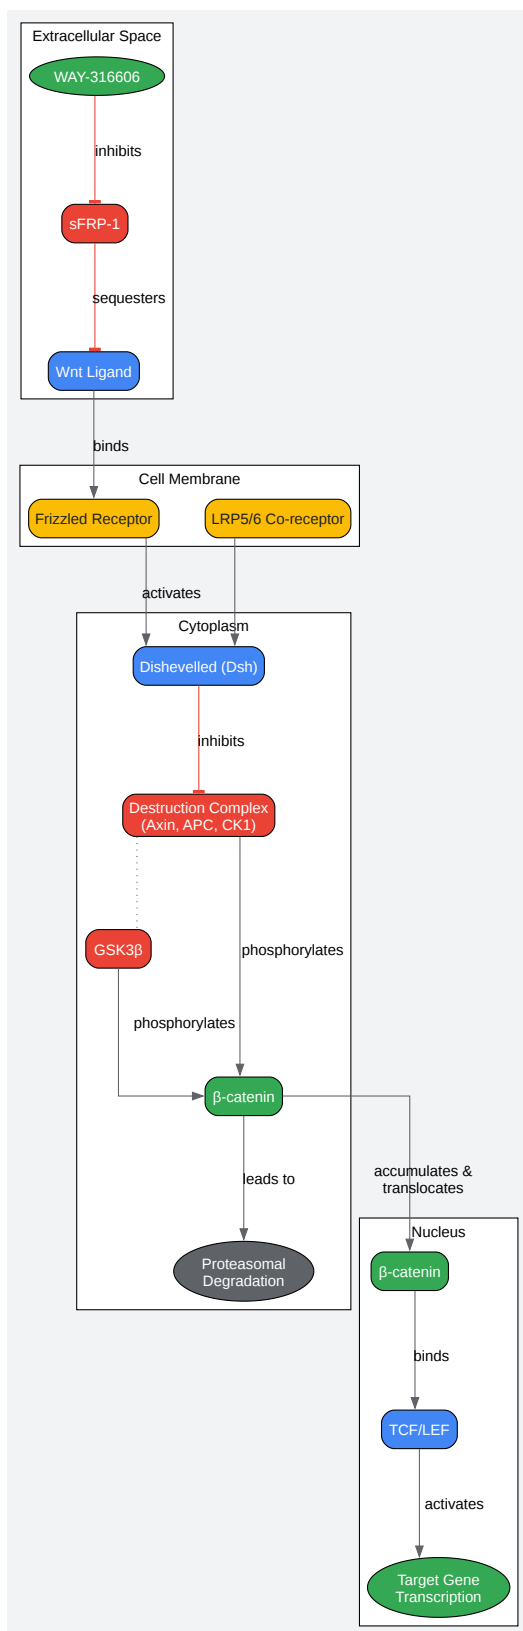 Extracellular Space
WAY-316606
inhibits
sFRP-1
sequesters
Wnt Ligand
binds
Cell Membrane
Frizzled Receptor
LRP5/6 Co-receptor
activates
Cytoplasm
Dishevelled (Dsh)
inhibits
Destruction Complex
(Axin, APC, CK1)
GSK3β
phosphorylates
phosphorylates
β-catenin
leads to
accumulates &
translocates
Nucleus
Proteasomal
Degradation
β-catenin
binds
TCF/LEF
activates
Target Gene
Transcription